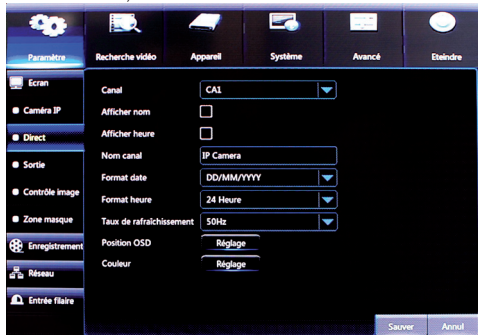 Paramètre
Recherche vidéo
Appareil
Système
Avancé
Eteindre
Ecran
Caméra IP
Direct
Sortie
Contrôle image
Zone masque
Enregistrement
Réseau
Entrée filaire
Canal CA1
Afficher nom
Afficher heure
Nom canal IP Camera
Format date DD/MM/YYYY
Format heure 24 Heure
Taux de rafraîchissement 50Hz
Position OSD Réglage
Couleur Réglage
Sauver Annul